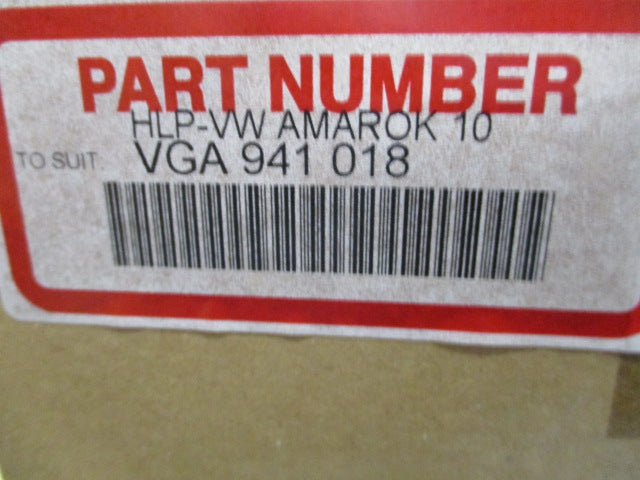 PART NUMBER
HLP-VW AMAROK 10
TO SUIT: VGA 941 018